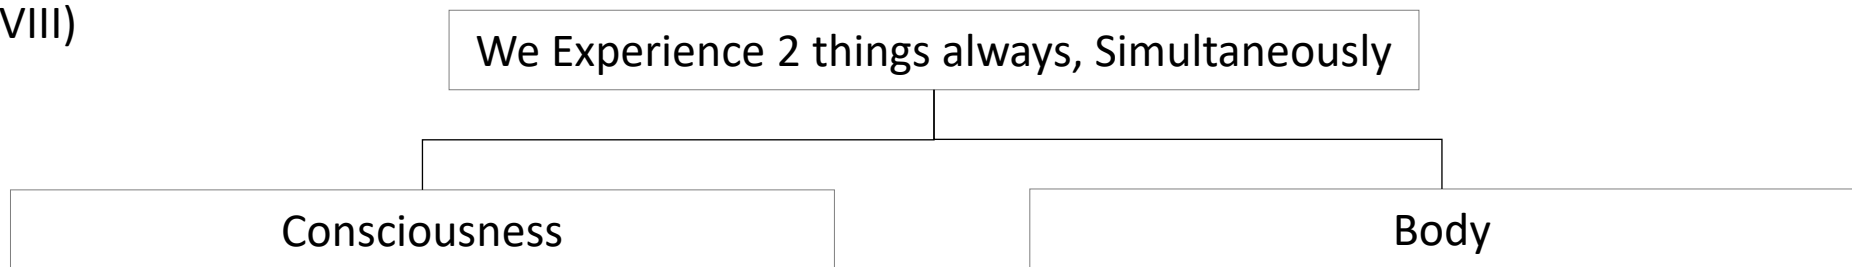 VIII)
We Experience 2 things always, Simultaneously
Consciousness
Body